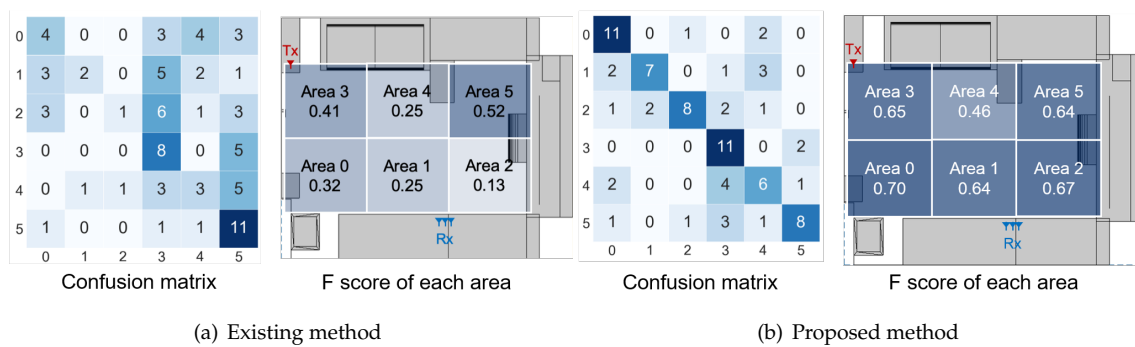 0 4 0 0 3 4 3
1 3 2 0 5 2 1
2 3 0 1 6 1 3
3 0 0 0 8 0 5
4 0 1 1 3 3 5
5 1 0 0 1 1 11
0 1 2 3 4 5
Confusion matrix
Tx
Area 3 Area 4 Area 5
0.41 0.25 0.52
Area 0 Area 1 Area 2
0.32 0.25 0.13
Rx
F score of each area
(a) Existing method
0 11 0 1 0 2 0
1 2 7 0 1 3 0
2 1 2 8 2 1 0
3 0 0 0 11 0 2
4 2 0 0 4 6 1
5 1 0 1 3 1 8
0 1 2 3 4 5
Confusion matrix
Tx
Area 3 Area 4 Area 5
0.65 0.46 0.64
Area 0 Area 1 Area 2
0.70 0.64 0.67
Rx
F score of each area
(b) Proposed method